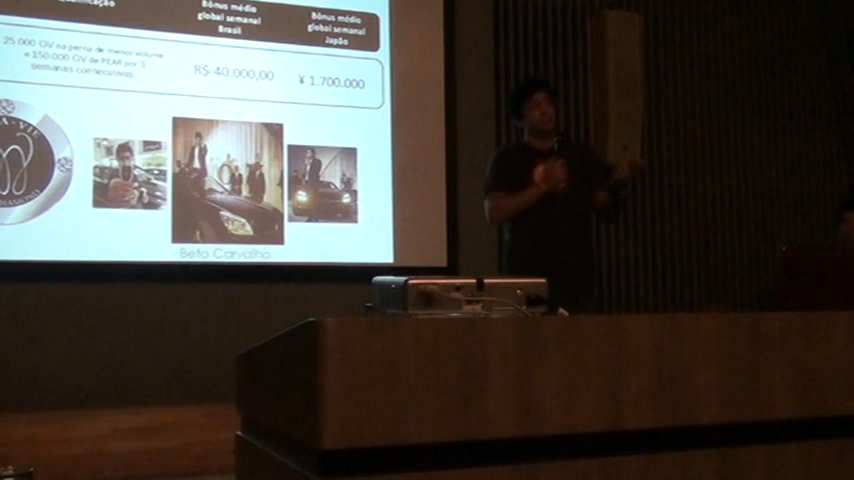 Bônus médio
global semanal
Brasil
Bônus médio
global semanal
Japão
25.000 GV na perna de menor volume
e 150.000 GV de PEAR por 3
semanas consecutivas
R$ 40.000,00
¥ 1.700.000
Beto Carvalho